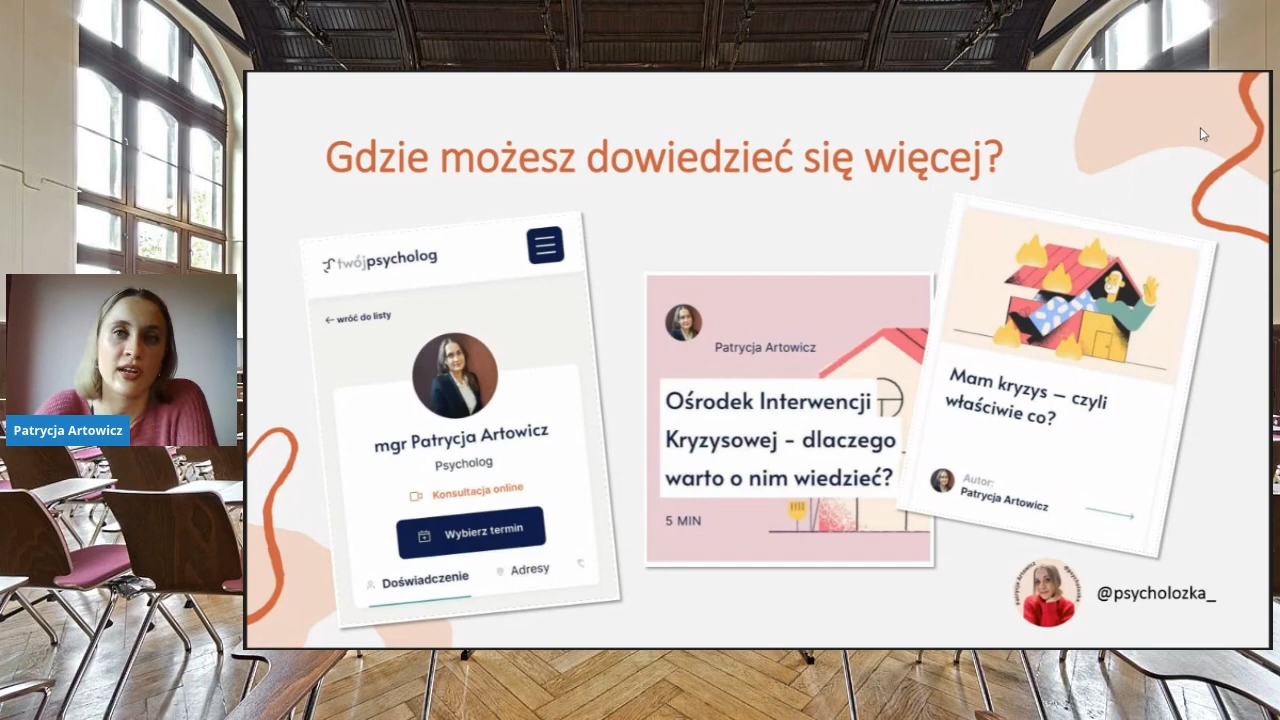 Gdzie możesz dowiedzieć się więcej?
twójpsycholog
← wróć do listy
mgr Patrycja Artowicz
Psycholog
Konsultacja online
Wybierz termin
Doświadczenie
Adresy
Patrycja Artowicz
Ośrodek Interwencji
Kryzysowej - dlaczego
warto o nim wiedzieć?
5 MIN
Mam kryzys – czyli
właściwie co?
Autor:
Patrycja Artowicz
@psycholozka_
Patrycja Artowicz